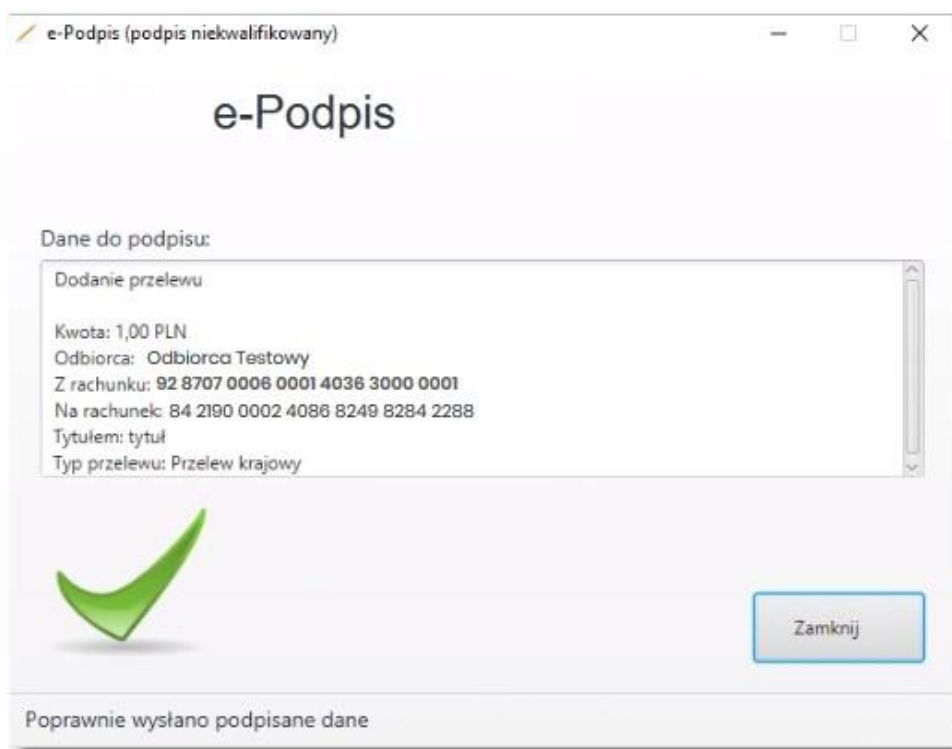 e-Podpis (podpis niekwalifikowany)
e-Podpis
Dane do podpisu:
Dodanie przelewu
Kwota: 1,00 PLN
Odbiorca: Odbiorca Testowy
Z rachunku: 92 8707 0006 0001 4036 3000 0001
Na rachunek: 84 2190 0002 4086 8249 8284 2288
Tytułem: tytuł
Typ przelewu: Przelew krajowy
Zamknij
Poprawnie wysłano podpisane dane